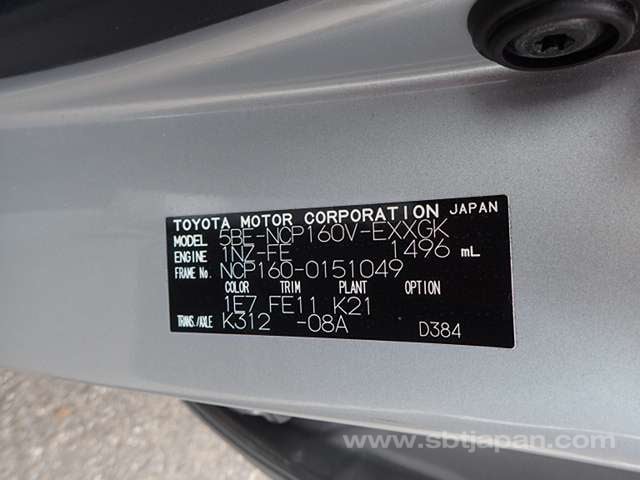 TOYOTA MOTOR CORPORATION JAPAN
MODEL 5BE-NCP160V-EXXGK
ENGINE 1NZ-FE 1496 mL
FRAME No. NCP160-0151049
COLOR TRIM PLANT OPTION
1E7 FE11 K21
TRANS./AXLE K312 -08A D384
www.sbtjapan.com